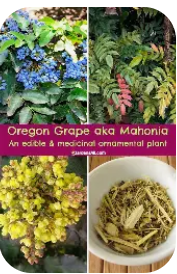 Oregon Grape aka Mahonia
An edible & medicinal ornamental plant